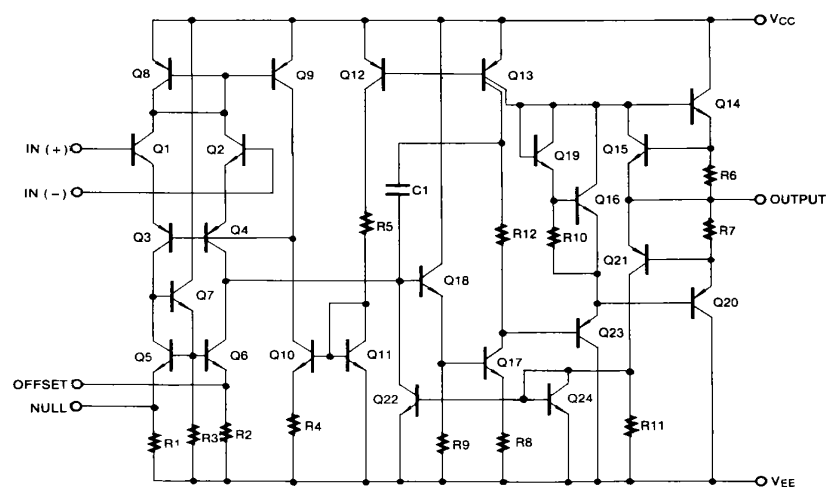 VCC
Q8
Q9
Q12
Q13
Q14
IN (+)
Q1
Q2
Q19
Q15
IN (-)
C1
R6
Q16
OUTPUT
Q3
Q4
R5
R12
R10
R7
Q21
Q7
Q18
Q20
Q23
Q5
Q6
Q10
Q11
Q17
OFFSET
NULL
Q22
Q24
R1
R3
R2
R4
R9
R8
R11
VEE